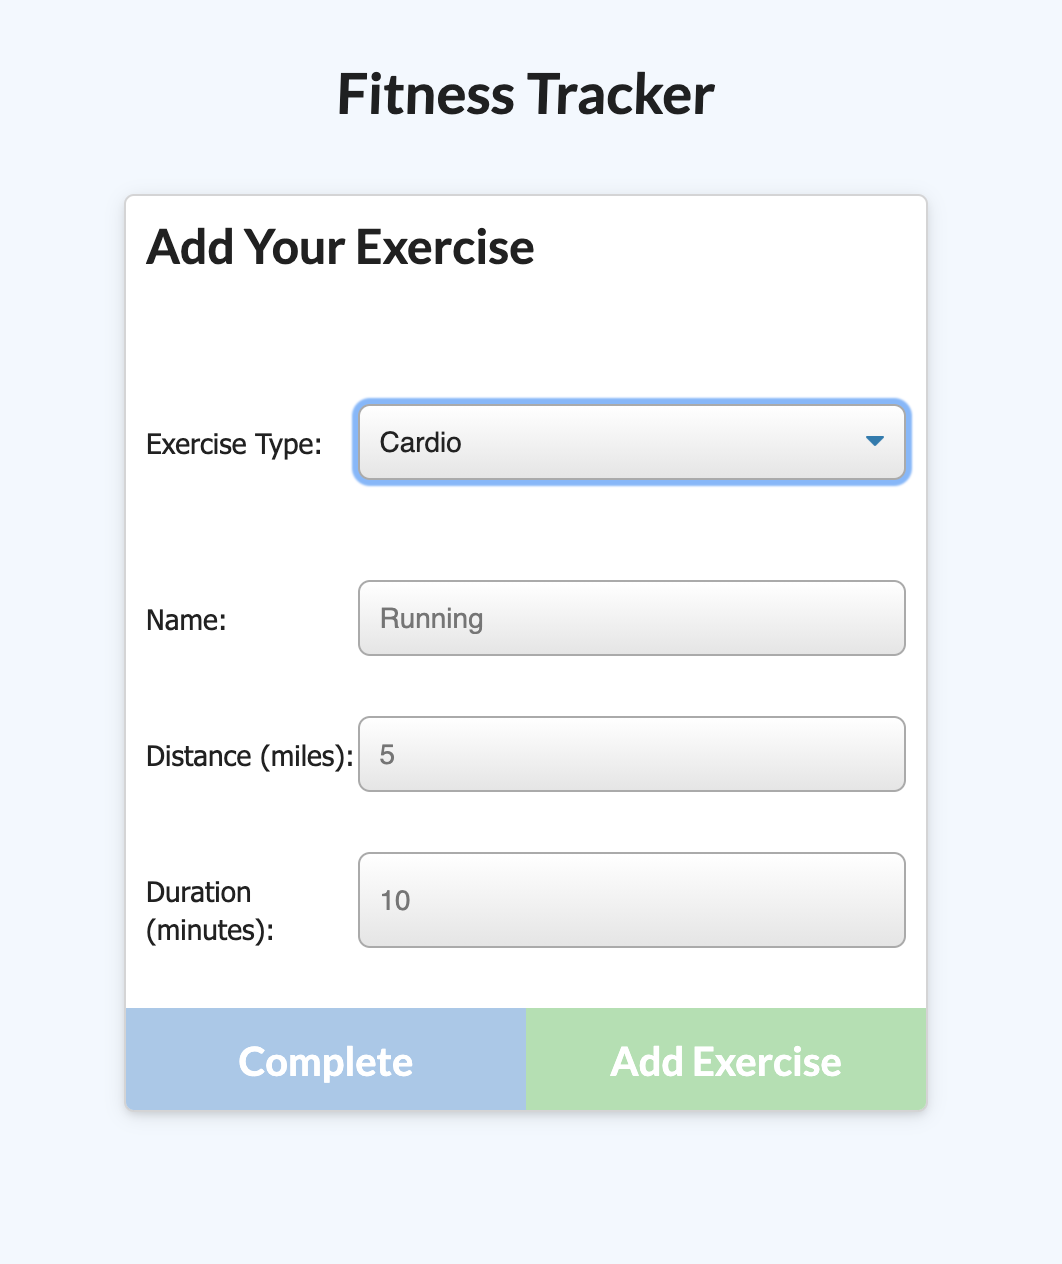 Fitness Tracker
Add Your Exercise
Exercise Type: Cardio
Name: Running
Distance (miles): 5
Duration
(minutes): 10
Complete Add Exercise